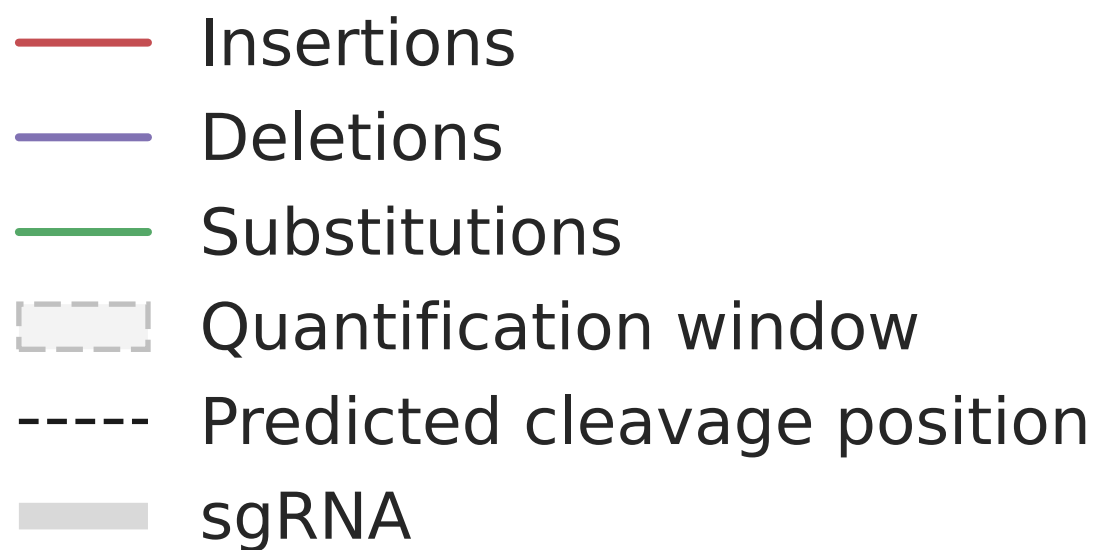 Insertions
Deletions
Substitutions
Quantification window
Predicted cleavage position
sgRNA